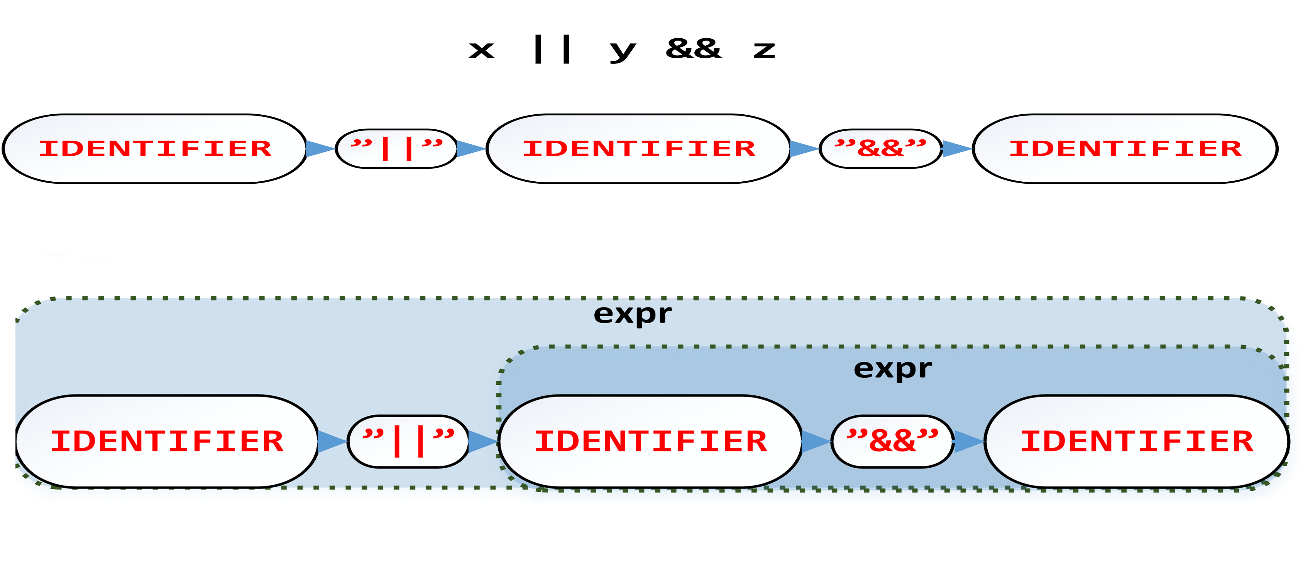 x || y && z
IDENTIFIER ”||” IDENTIFIER ”&&” IDENTIFIER
expr
expr
IDENTIFIER ”||” IDENTIFIER ”&&” IDENTIFIER